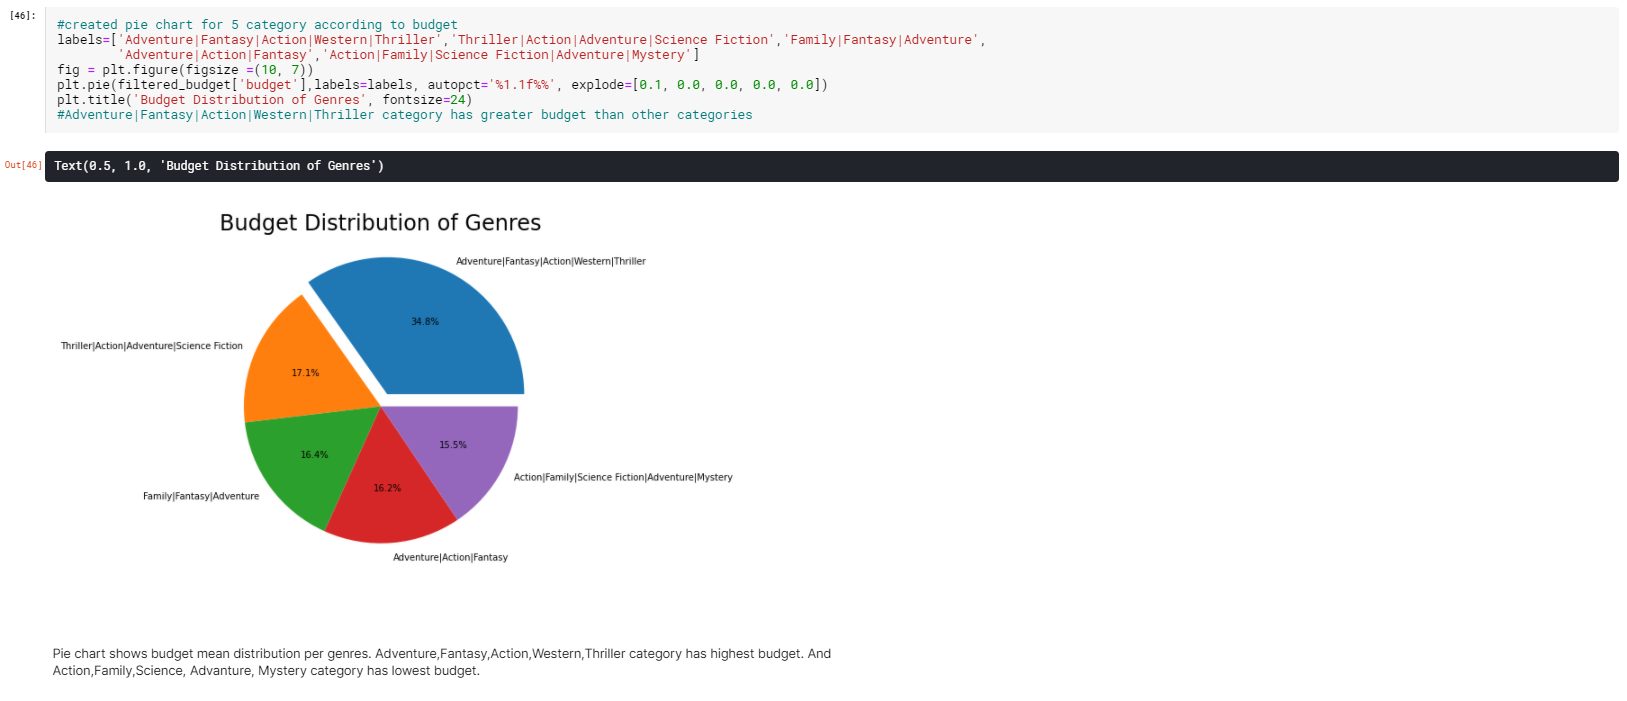 [46]:
#created pie chart for 5 category according to budget
labels=['Adventure|Fantasy|Action|Western|Thriller','Thriller|Action|Adventure|Science Fiction','Family|Fantasy|Adventure',
'Adventure|Action|Fantasy','Action|Family|Science Fiction|Adventure|Mystery']
fig = plt.figure(figsize =(10, 7))
plt.pie(filtered_budget['budget'],labels=labels, autopct='%1.1f%%', explode=[0.1, 0.0, 0.0, 0.0, 0.0])
plt.title('Budget Distribution of Genres', fontsize=24)
#Adventure|Fantasy|Action|Western|Thriller category has greater budget than other categories
Out[46]
Text(0.5, 1.0, 'Budget Distribution of Genres')
Budget Distribution of Genres
Adventure|Fantasy|Action|Western|Thriller
34.8%
Thriller|Action|Adventure|Science Fiction
17.1%
15.5%
16.4%
Action|Family|Science Fiction|Adventure|Mystery
16.2%
Family|Fantasy|Adventure
Adventure|Action|Fantasy
Pie chart shows budget mean distribution per genres. Adventure,Fantasy,Action,Western,Thriller category has highest budget. And
Action,Family,Science, Advanture, Mystery category has lowest budget.